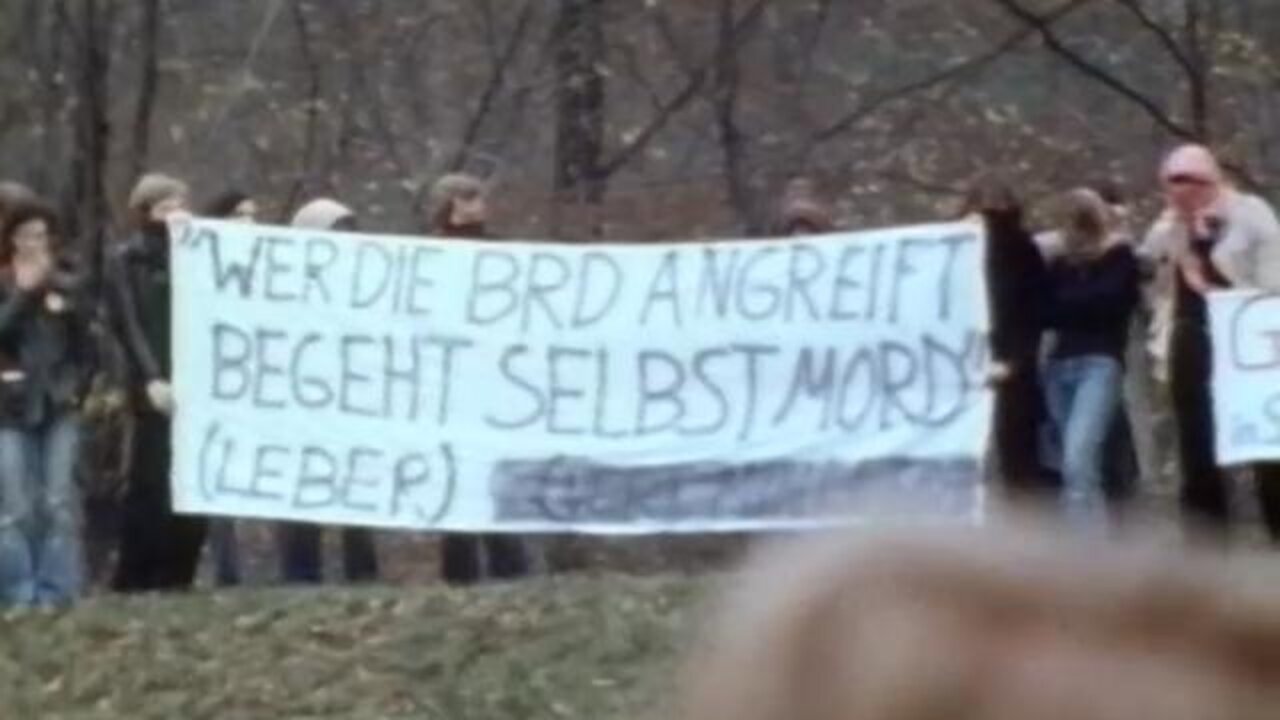 "WER DIE BRD ANGREIFT
BEGEHT SELBSTMORD"
(LEBER)
G